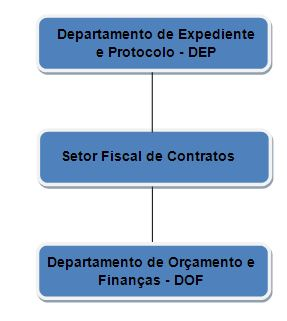 Departamento de Expediente
e Protocolo - DEP
Setor Fiscal de Contratos
Departamento de Orçamento e
Finanças - DOF